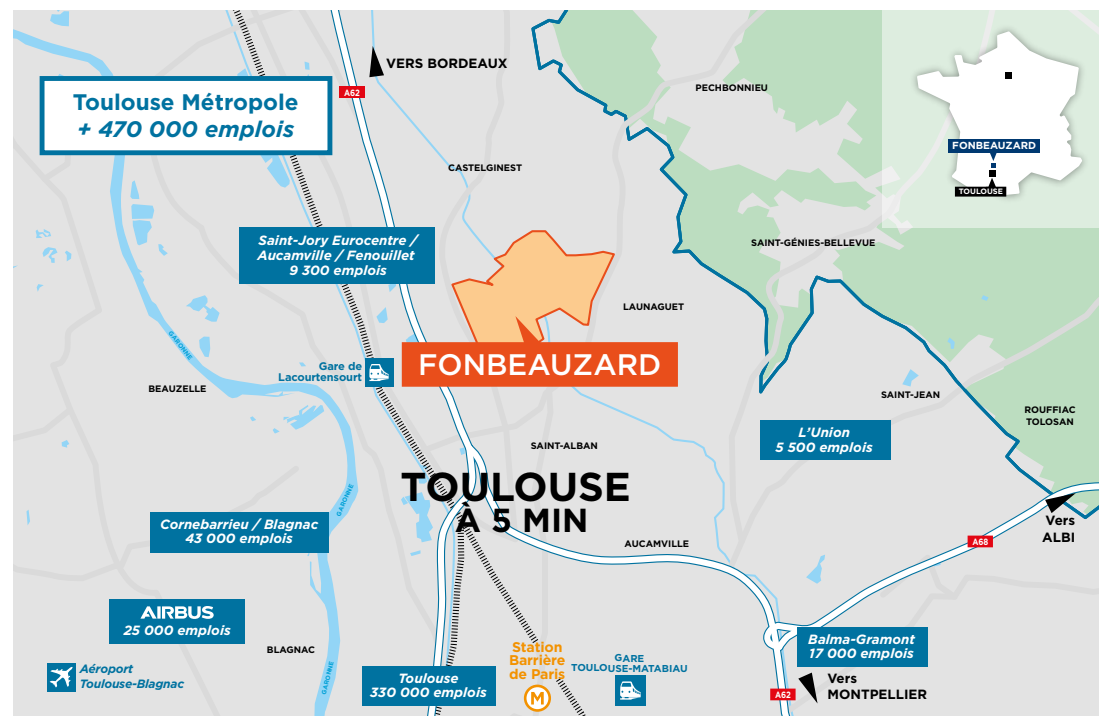 VERS BORDEAUX
PECHBONNIEU
Toulouse Métropole
+ 470 000 emplois
A62
FONBEAUZARD
TOULOUSE
CASTELGINEST
Saint-Jory Eurocentre /
Aucamville / Fenouillet
9 300 emplois
SAINT-GÉNIES-BELLEVUE
LAUNAGUET
GARONNE
Gare de
Lacourtensourt
FONBEAUZARD
BEAUZELLE
SAINT-JEAN
ROUFFIAC
TOLOSAN
L'Union
5 500 emplois
SAINT-ALBAN
TOULOUSE
À 5 MIN
GARONNE
Cornebarrieu / Blagnac
43 000 emplois
Vers
ALBI
AUCAMVILLE
A68
AIRBUS
25 000 emplois
BLAGNAC
Balma-Gramont
17 000 emplois
Station
Barrière
de Paris
M
GARE
TOULOUSE-MATABIAU
Aéroport
Toulouse-Blagnac
GARONNE
Toulouse
330 000 emplois
A62
Vers
MONTPELLIER